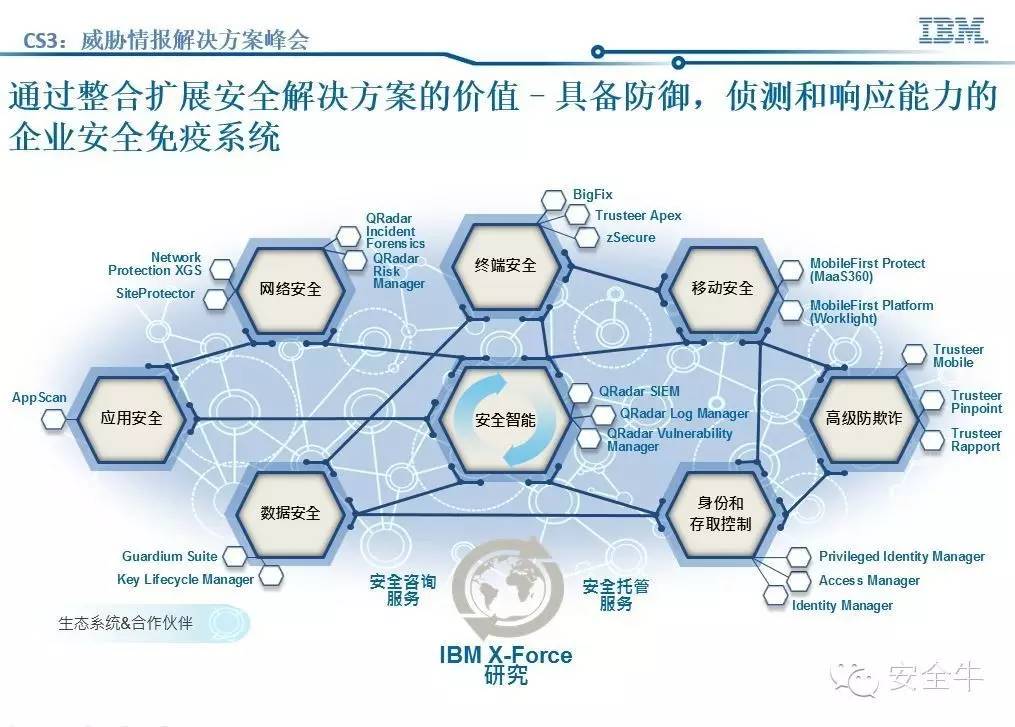 CS3：威胁情报解决方案峰会
IBM
通过整合扩展安全解决方案的价值 – 具备防御，侦测和响应能力的
企业安全免疫系统
QRadar
Incident
Forensics
QRadar
Risk
Manager
Network
Protection XGS
SiteProtector
网络安全
BigFix
Trusteer Apex
zSecure
终端安全
移动安全
MobileFirst Protect
(MaaS360)
MobileFirst Platform
(Worklight)
AppScan
应用安全
安全智能
QRadar SIEM
QRadar Log Manager
QRadar Vulnerability
Manager
高级防欺诈
Trusteer
Mobile
Trusteer
Pinpoint
Trusteer
Rapport
数据安全
Guardium Suite
Key Lifecycle Manager
身份和
存取控制
Privileged Identity Manager
Access Manager
Identity Manager
安全咨询
服务
安全托管
服务
生态系统&合作伙伴
IBM X-Force
研究
安全牛